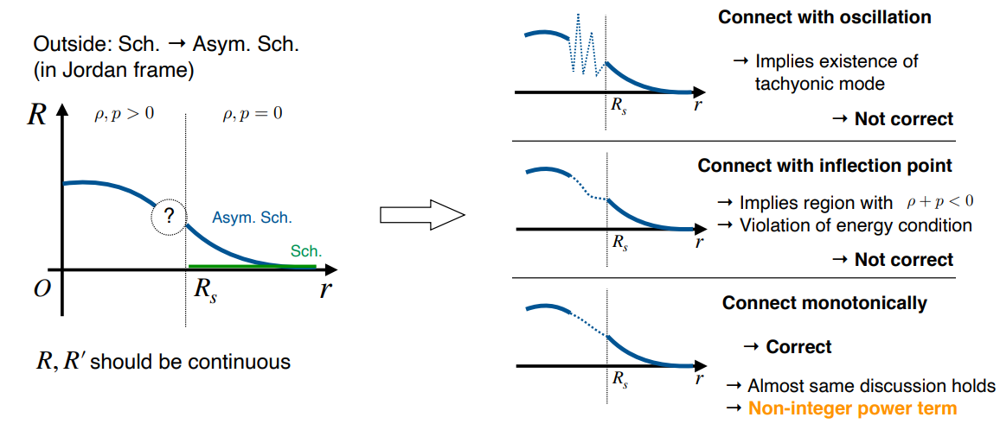 Outside: Sch. → Asym. Sch.
(in Jordan frame)
R
ρ, p > 0
ρ, p = 0
?
Asym. Sch.
Sch.
O
R_s
r
R, R′ should be continuous
Connect with oscillation
→ Implies existence of
tachyonic mode
R_s
r
→ Not correct
Connect with inflection point
→ Implies region with ρ + p < 0
→ Violation of energy condition
R_s
r
→ Not correct
Connect monotonically
→ Correct
R_s
r
→ Almost same discussion holds
→ Non-integer power term